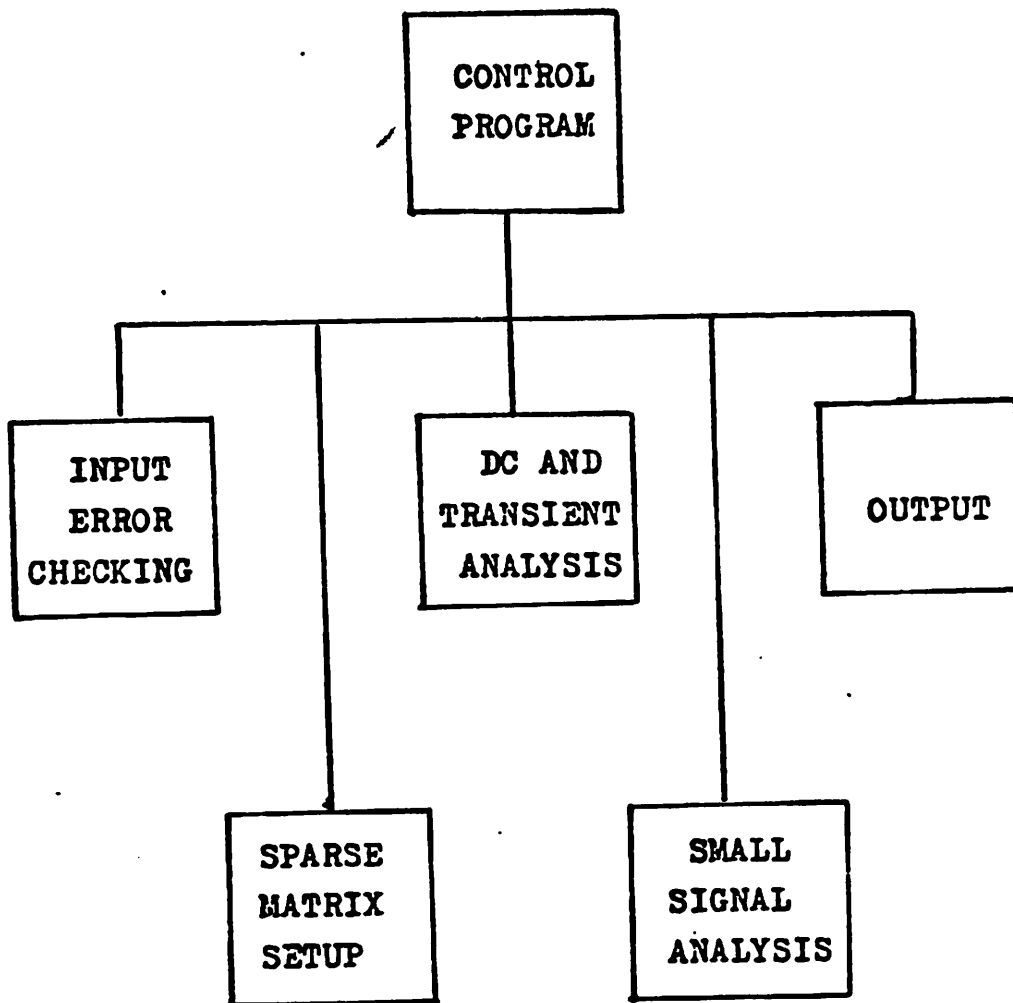 CONTROL
PROGRAM
INPUT
ERROR
CHECKING
DC AND
TRANSIENT
ANALYSIS
OUTPUT
SPARSE
MATRIX
SETUP
SMALL
SIGNAL
ANALYSIS